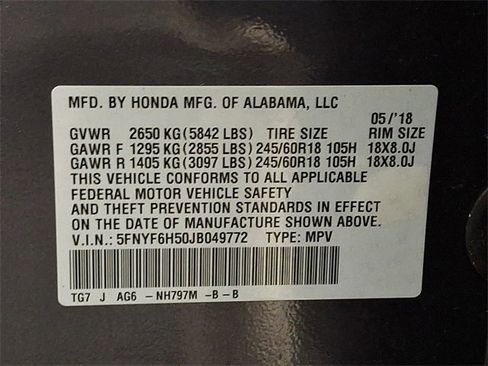 MFD. BY HONDA MFG. OF ALABAMA, LLC
05/'18
GVWR 2650 KG(5842 LBS) TIRE SIZE RIM SIZE
GAWR F 1295 KG(2855 LBS) 245/60R18 105H 18X8.0J
GAWR R 1405 KG(3097 LBS) 245/60R18 105H 18X8.0J
THIS VEHICLE CONFORMS TO ALL APPLICABLE
FEDERAL MOTOR VEHICLE SAFETY
AND THEFT PREVENTION STANDARDS IN EFFECT
ON THE DATE OF MANUFACTURE SHOWN ABOVE.
V.I.N.: 5FNYF6H50JB049772 TYPE: MPV
TG7 J AG6 -NH797M -B-B